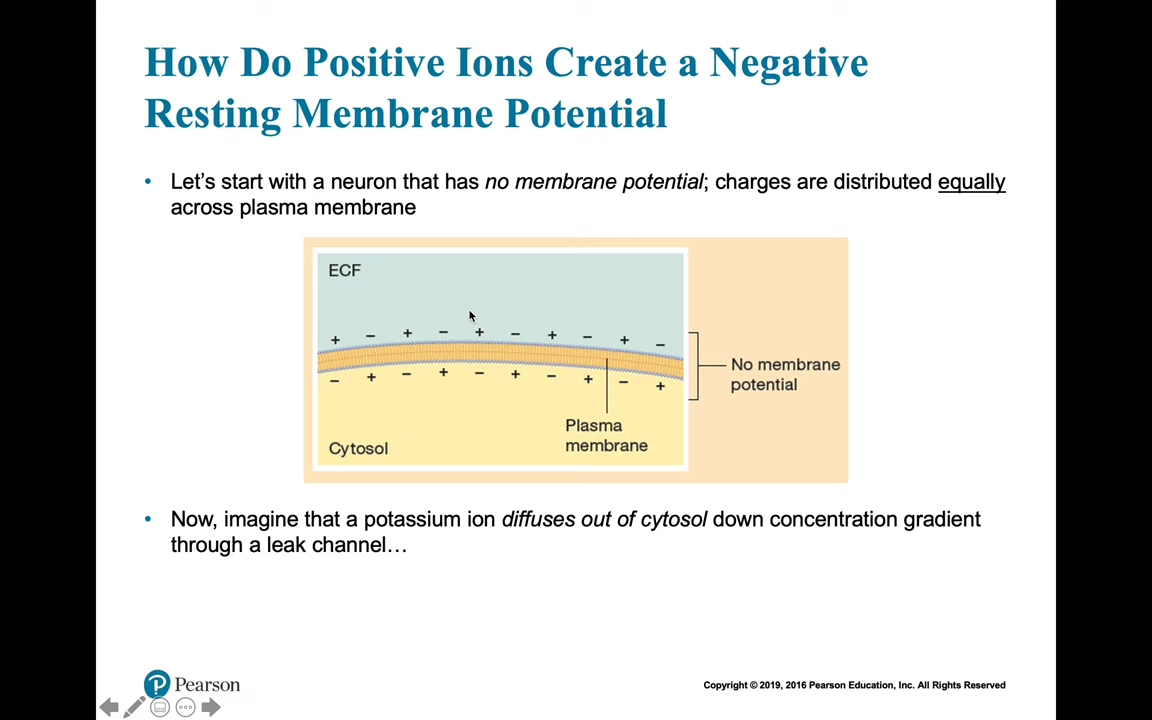 How Do Positive Ions Create a Negative
Resting Membrane Potential
• Let’s start with a neuron that has no membrane potential; charges are distributed equally
across plasma membrane
ECF
+ − + − + − + − + −
− + − + − + − + − +
No membrane
potential
Plasma
membrane
Cytosol
• Now, imagine that a potassium ion diffuses out of cytosol down concentration gradient
through a leak channel…
P Pearson
Copyright © 2019, 2016 Pearson Education, Inc. All Rights Reserved